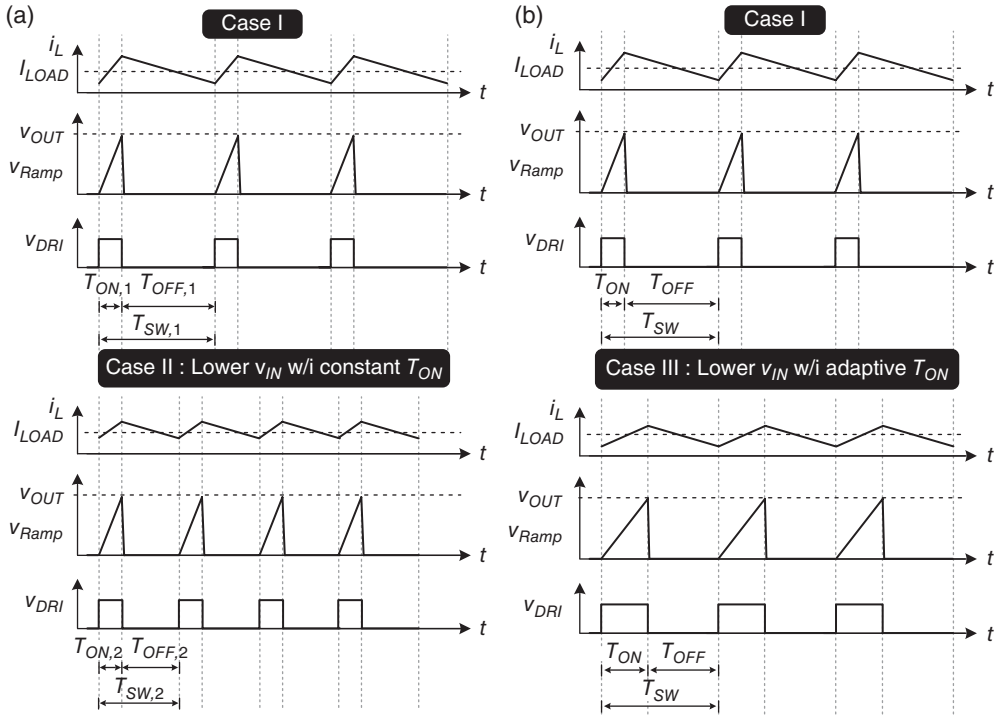 (a)
Case I
i_L
I_LOAD
t
v_OUT
v_Ramp
t
v_DRI
t
T_ON,1 T_OFF,1
T_SW,1
Case II : Lower v_IN w/i constant T_ON
i_L
I_LOAD
t
v_OUT
v_Ramp
t
v_DRI
t
T_ON,2 T_OFF,2
T_SW,2
(b)
Case I
i_L
I_LOAD
t
v_OUT
v_Ramp
t
v_DRI
t
T_ON T_OFF
T_SW
Case III : Lower v_IN w/i adaptive T_ON
i_L
I_LOAD
t
v_OUT
v_Ramp
t
v_DRI
t
T_ON T_OFF
T_SW